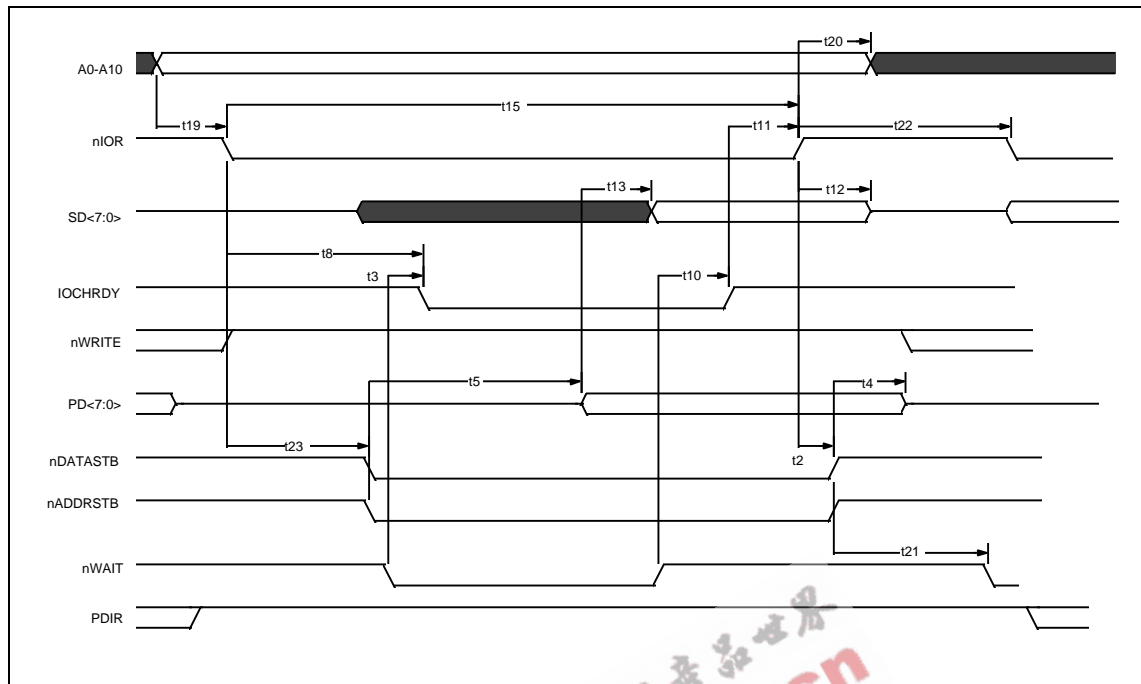 t20
A0-A10
t15
t19
t11
t22
nIOR
t13
t12
SD<7:0>
t8
t3
t10
IOCHRDY
nWRITE
t5
t4
PD<7:0>
t23
t2
nDATASTB
nADDRSTB
t21
nWAIT
PDIR